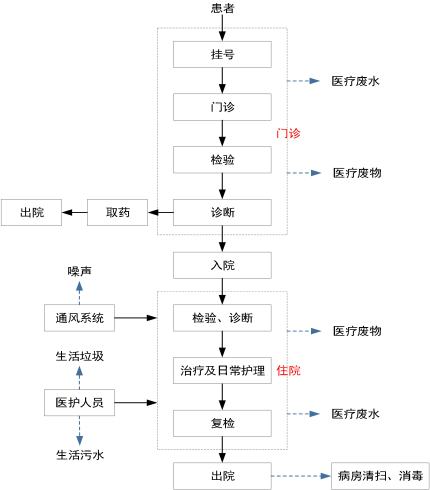 患者
挂号
医疗废水
门诊
门诊
检验
医疗废物
出院
取药
诊断
入院
噪声
通风系统
检验、诊断
医疗废物
生活垃圾
治疗及日常护理
住院
医护人员
复检
医疗废水
生活污水
出院
病房清扫、消毒